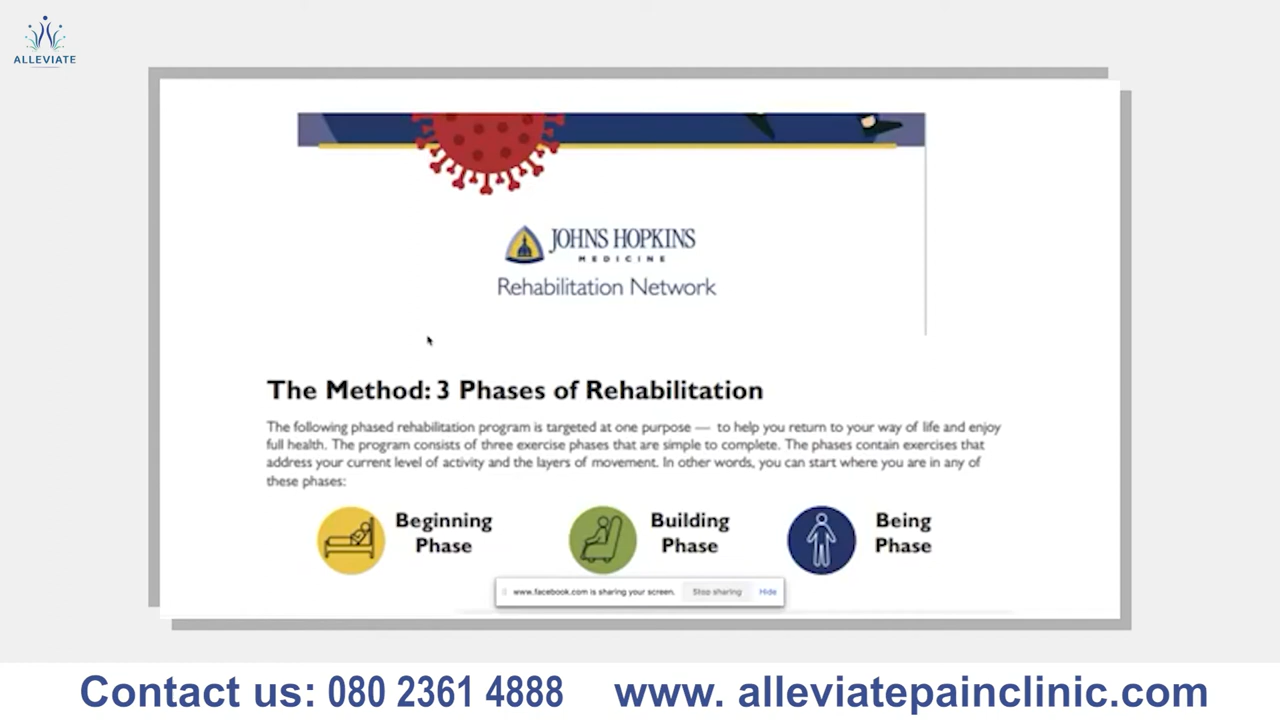 ALLEVIATE
JOHNS HOPKINS
MEDICINE
Rehabilitation Network
The Method: 3 Phases of Rehabilitation
The following phased rehabilitation program is targeted at one purpose — to help you return to your way of life and enjoy
full health. The program consists of three exercise phases that are simple to complete. The phases contain exercises that
address your current level of activity and the layers of movement. In other words, you can start where you are in any of
these phases:
Beginning
Phase
Building
Phase
Being
Phase
www.facebook.com is sharing your screen. Stop sharing Hide
Contact us: 080 2361 4888 www. alleviatepainclinic.com